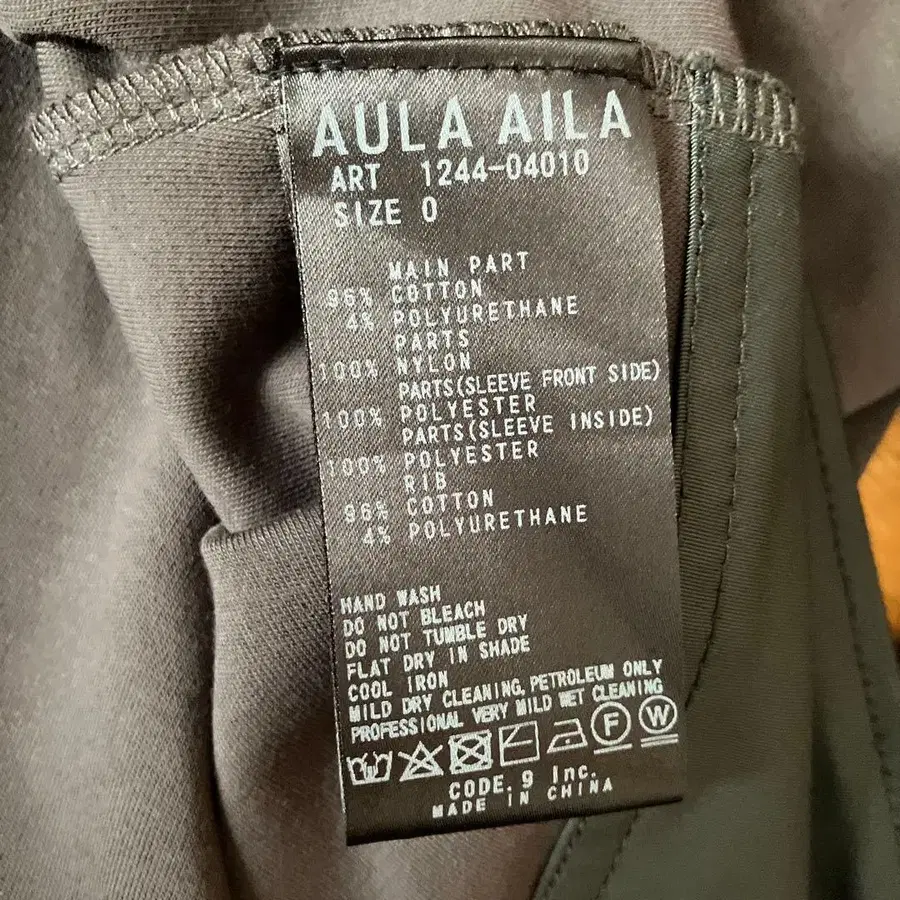 AULA AILA
ART 1244-04010
SIZE 0
MAIN PART
96% COTTON
4% POLYURETHANE
PARTS
100% NYLON
PARTS(SLEEVE FRONT SIDE)
100% POLYESTER
PARTS(SLEEVE INSIDE)
100% POLYESTER
RIB
96% COTTON
4% POLYURETHANE
HAND WASH
DO NOT BLEACH
DO NOT TUMBLE DRY
FLAT DRY IN SHADE
COOL IRON
MILD DRY CLEANING, PETROLEUM ONLY
PROFESSIONAL VERY MILD WET CLEANING
F W
CODE. 9 Inc.
MADE IN CHINA